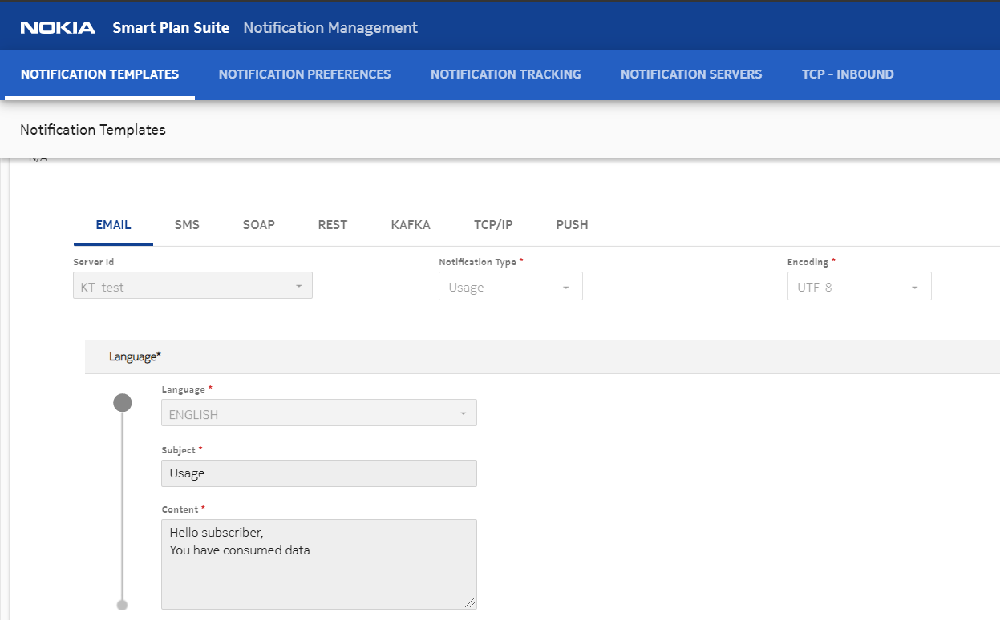 NOKIA Smart Plan Suite Notification Management
NOTIFICATION TEMPLATES NOTIFICATION PREFERENCES NOTIFICATION TRACKING NOTIFICATION SERVERS TCP - INBOUND
Notification Templates
N/A
EMAIL SMS SOAP REST KAFKA TCP/IP PUSH
Server Id Notification Type * Encoding *
KT test Usage UTF-8
Language*
Language *
ENGLISH
Subject *
Usage
Content *
Hello subscriber,
You have consumed data.